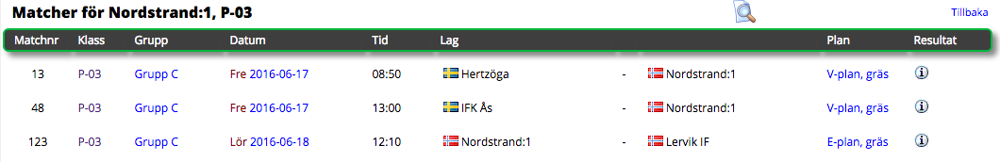 Matcher för Nordstrand:1, P-03 Tillbaka
Matchnr Klass Grupp Datum Tid Lag Plan Resultat
13 P-03 Grupp C Fre 2016-06-17 08:50 Hertzöga - Nordstrand:1 V-plan, gräs
48 P-03 Grupp C Fre 2016-06-17 13:00 IFK Ås - Nordstrand:1 V-plan, gräs
123 P-03 Grupp C Lör 2016-06-18 12:10 Nordstrand:1 - Lervik IF E-plan, gräs